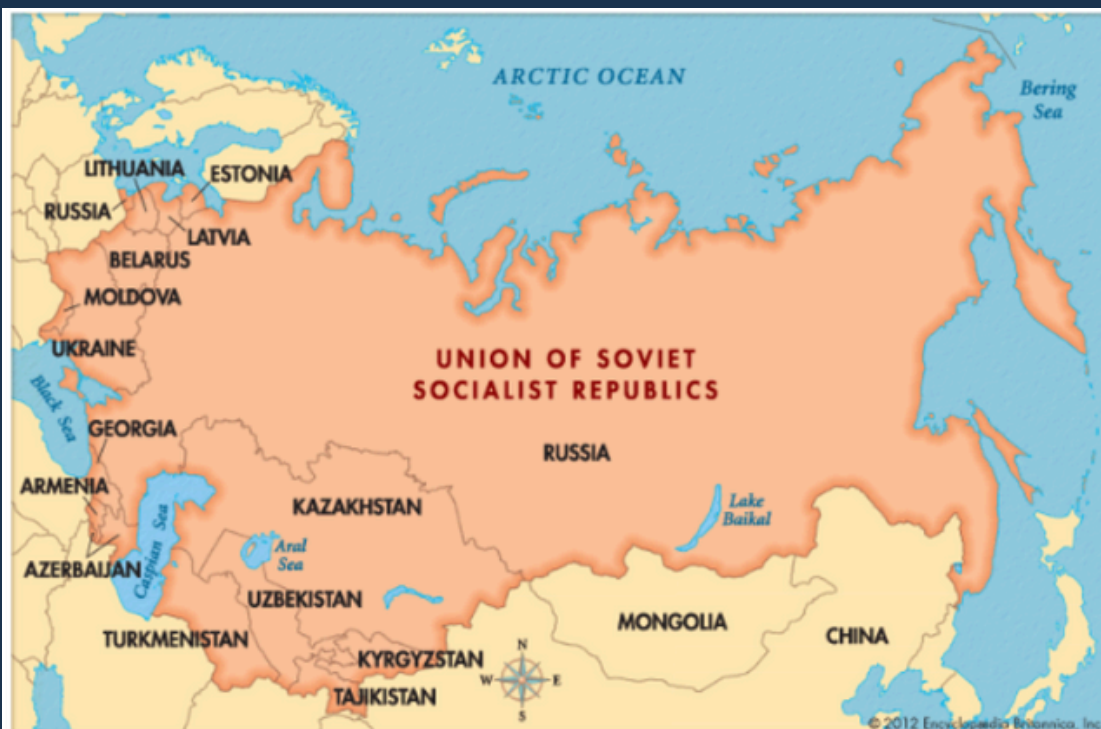 ARCTIC OCEAN
Bering
Sea
LITHUANIA
ESTONIA
RUSSIA
LATVIA
BELARUS
MOLDOVA
UKRAINE
Black Sea
UNION OF SOVIET
SOCIALIST REPUBLICS
GEORGIA
RUSSIA
ARMENIA
KAZAKHSTAN
Lake
Baikal
Caspian Sea
Aral
Sea
AZERBAIJAN
UZBEKISTAN
MONGOLIA
CHINA
TURKMENISTAN
KYRGYZSTAN
N
W
E
S
TAJIKISTAN
© 2012 Encyclopædia Britannica, Inc